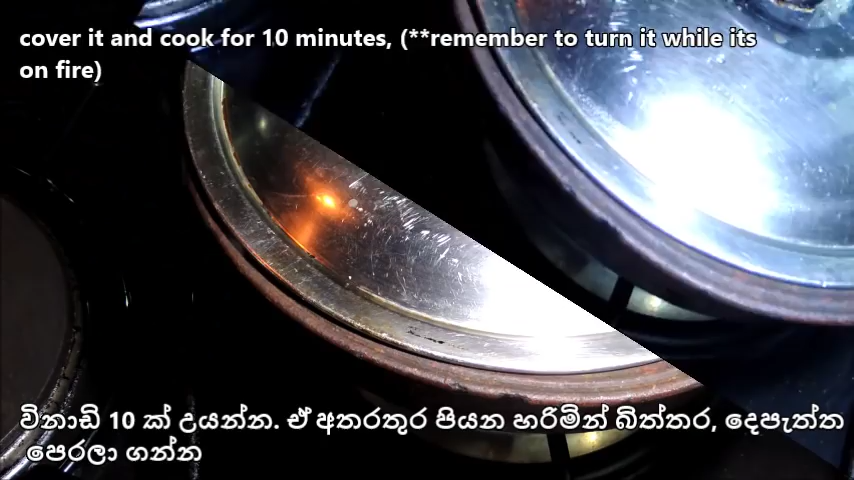 cover it and cook for 10 minutes, (**remember to turn it while its
on fire)
විනාඩි 10 ක් උයන්න. ඒ අතරතුර පියන හරිමින් බිත්තර, දෙපැත්ත
පෙරලා ගන්න